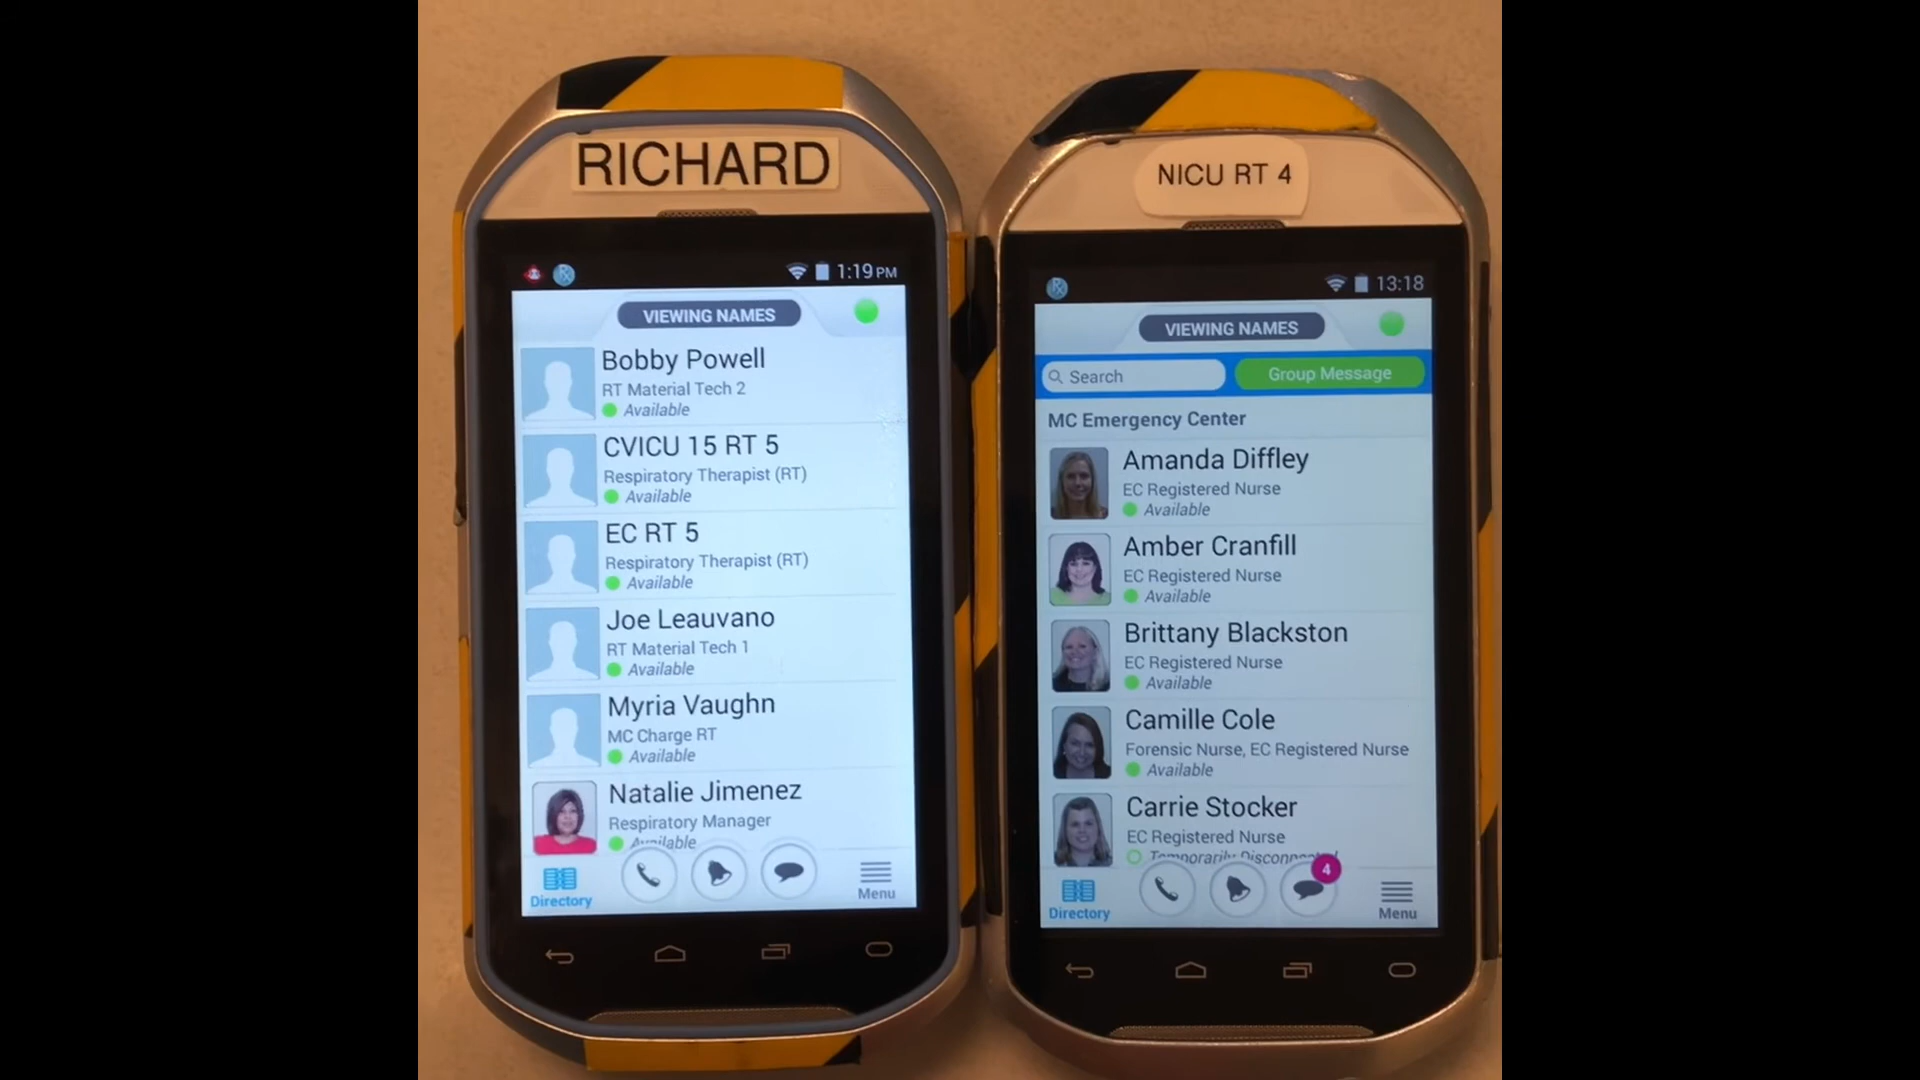 RICHARD
1:19 PM
VIEWING NAMES
Bobby Powell
RT Material Tech 2
Available
CVICU 15 RT 5
Respiratory Therapist (RT)
Available
EC RT 5
Respiratory Therapist (RT)
Available
Joe Leauvano
RT Material Tech 1
Available
Myria Vaughn
MC Charge RT
Available
Natalie Jimenez
Respiratory Manager
Available
Directory
Menu
NICU RT 4
13:18
VIEWING NAMES
Search
Group Message
MC Emergency Center
Amanda Diffley
EC Registered Nurse
Available
Amber Cranfill
EC Registered Nurse
Available
Brittany Blackston
EC Registered Nurse
Available
Camille Cole
Forensic Nurse, EC Registered Nurse
Available
Carrie Stocker
EC Registered Nurse
Temporarily Disconnected
4
Directory
Menu